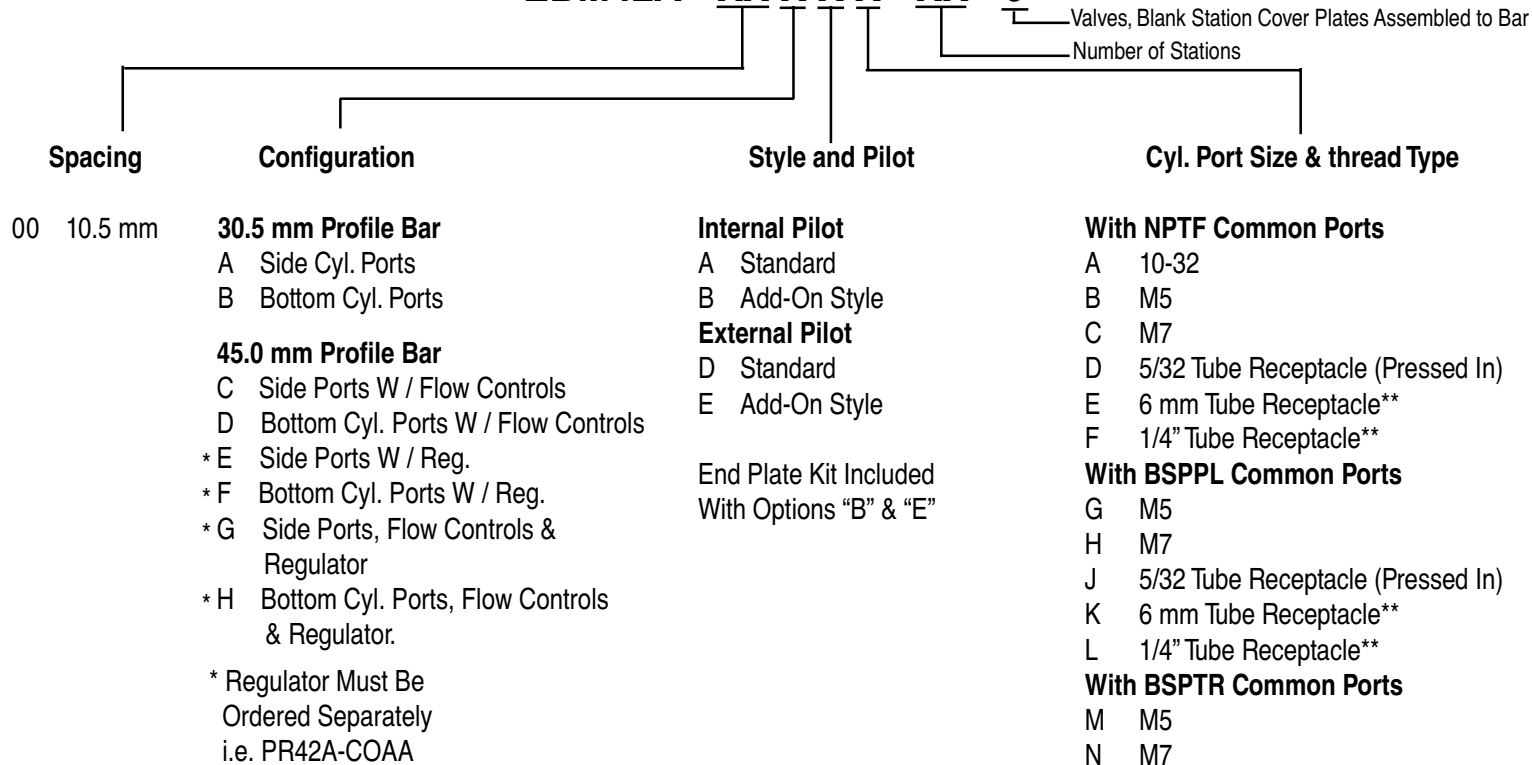 Valves, Blank Station Cover Plates Assembled to Bar
Number of Stations
Spacing
00 10.5 mm
Configuration
30.5 mm Profile Bar
A Side Cyl. Ports
B Bottom Cyl. Ports
45.0 mm Profile Bar
C Side Ports W / Flow Controls
D Bottom Cyl. Ports W / Flow Controls
* E Side Ports W / Reg.
* F Bottom Cyl. Ports W / Reg.
* G Side Ports, Flow Controls &
Regulator
* H Bottom Cyl. Ports, Flow Controls
& Regulator.
* Regulator Must Be
Ordered Separately
i.e. PR42A-COAA
Style and Pilot
Internal Pilot
A Standard
B Add-On Style
External Pilot
D Standard
E Add-On Style
End Plate Kit Included
With Options “B” & “E”
Cyl. Port Size & thread Type
With NPTF Common Ports
A 10-32
B M5
C M7
D 5/32 Tube Receptacle (Pressed In)
E 6 mm Tube Receptacle**
F 1/4” Tube Receptacle**
With BSPPL Common Ports
G M5
H M7
J 5/32 Tube Receptacle (Pressed In)
K 6 mm Tube Receptacle**
L 1/4” Tube Receptacle**
With BSPTR Common Ports
M M5
N M7